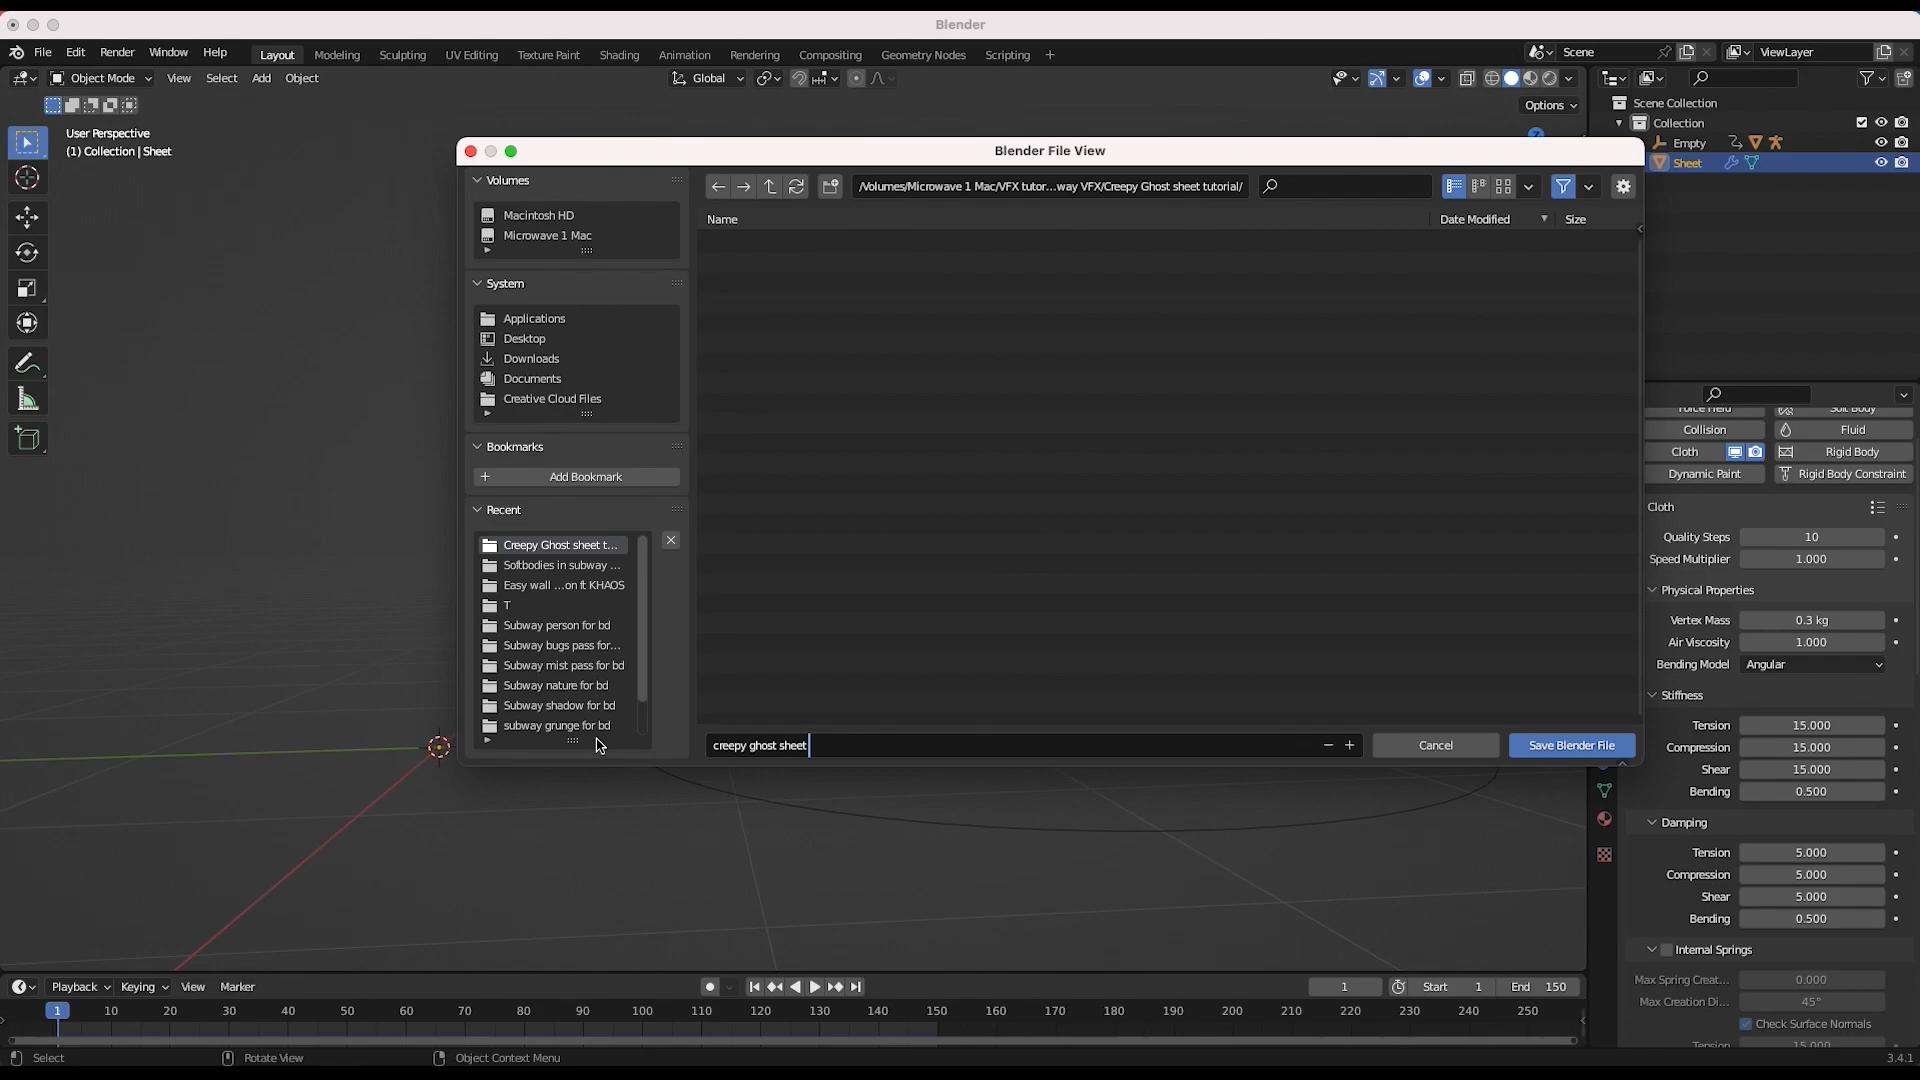 Blender
File Edit Render Window Help Layout Modeling Sculpting UV Editing Texture Paint Shading Animation Rendering Compositing Geometry Nodes Scripting + Scene ViewLayer
Object Mode View Select Add Object Global
Options
User Perspective
(1) Collection | Sheet
Scene Collection
Collection
Empty
Sheet
Blender File View
Volumes
Macintosh HD
Microwave 1 Mac
System
Applications
Desktop
Downloads
Documents
Creative Cloud Files
Bookmarks
+ Add Bookmark
Recent
Creepy Ghost sheet t...
Softbodies in subway ...
Easy wall ...on ft KHAOS
T
Subway person for bd
Subway bugs pass for...
Subway mist pass for bd
Subway nature for bd
Subway shadow for bd
subway grunge for bd
/Volumes/Microwave 1 Mac/VFX tutor...way VFX/Creepy Ghost sheet tutorial/
Name Date Modified Size
creepy ghost sheet
Cancel
Save Blender File
Force Field Soft Body
Collision Fluid
Cloth Rigid Body
Dynamic Paint Rigid Body Constraint
Cloth
Quality Steps 10
Speed Multiplier 1.000
Physical Properties
Vertex Mass 0.3 kg
Air Viscosity 1.000
Bending Model Angular
Stiffness
Tension 15.000
Compression 15.000
Shear 15.000
Bending 0.500
Damping
Tension 5.000
Compression 5.000
Shear 5.000
Bending 0.500
Internal Springs
Max Spring Creat... 0.000
Max Creation Di... 45°
Check Surface Normals
Tension 15.000
Playback Keying View Marker 1 Start 1 End 150
1 10 20 30 40 50 60 70 80 90 100 110 120 130 140 150 160 170 180 190 200 210 220 230 240 250
Select Rotate View Object Context Menu 3.4.1